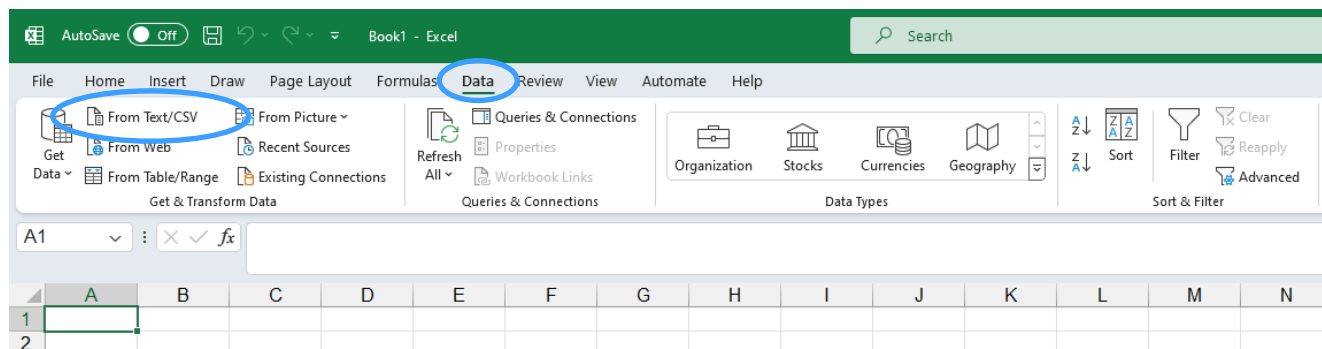 AutoSave Off Book1 - Excel Search
File Home Insert Draw Page Layout Formulas Data Review View Automate Help
From Text/CSV From Picture Queries & Connections Clear
Get Data From Web Recent Sources Refresh All Properties Organization Stocks Currencies Geography Sort Filter Reapply
From Table/Range Existing Connections Workbook Links Advanced
Get & Transform Data Queries & Connections Data Types Sort & Filter
A1 fx
A B C D E F G H I J K L M N
1
2